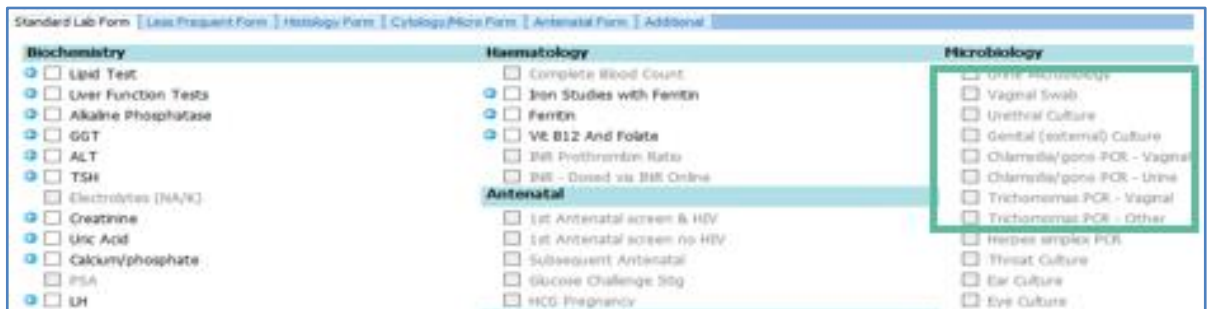 Standard Lab Form Less Frequent Form Histology Form Cytology/Micro Form Antenatal Form Additional
Biochemistry
Lipid Test
Liver Function Tests
Alkaline Phosphatase
GGT
ALT
TSH
Electrolytes (NA/K)
Creatinine
Uric Acid
Calcium/phosphate
PSA
LH
Haematology
Complete Blood Count
Iron Studies with Ferritin
Ferritin
Vit B12 And Folate
INR Prothrombin Ratio
INR - Dosed via INR Online
Antenatal
1st Antenatal screen & HIV
1st Antenatal screen no HIV
Subsequent Antenatal
Glucose Challenge 50g
HCG Pregnancy
Microbiology
Urine Microbiology
Vaginal Swab
Urethral Culture
Genital (external) Culture
Chlamydia/gono PCR - Vaginal
Chlamydia/gono PCR - Urine
Trichomonas PCR - Vaginal
Trichomonas PCR - Other
Herpes simplex PCR
Throat Culture
Ear Culture
Eye Culture